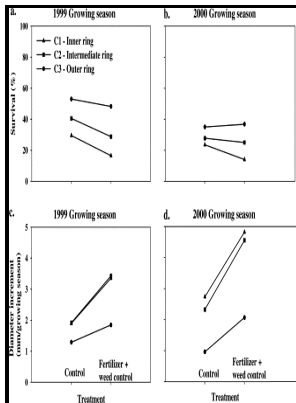 a. 1999 Growing season
b. 2000 Growing season
C1 - Inner ring
C2 - Intermediate ring
C3 - Outer ring
Survival (%)
100
80
60
40
20
0
c. 1999 Growing season
d. 2000 Growing season
Diameter increment
(mm/growing season)
5
4
3
2
1
0
Control
Fertilizer +
weed control
Control
Fertilizer +
weed control
Treatment
Treatment